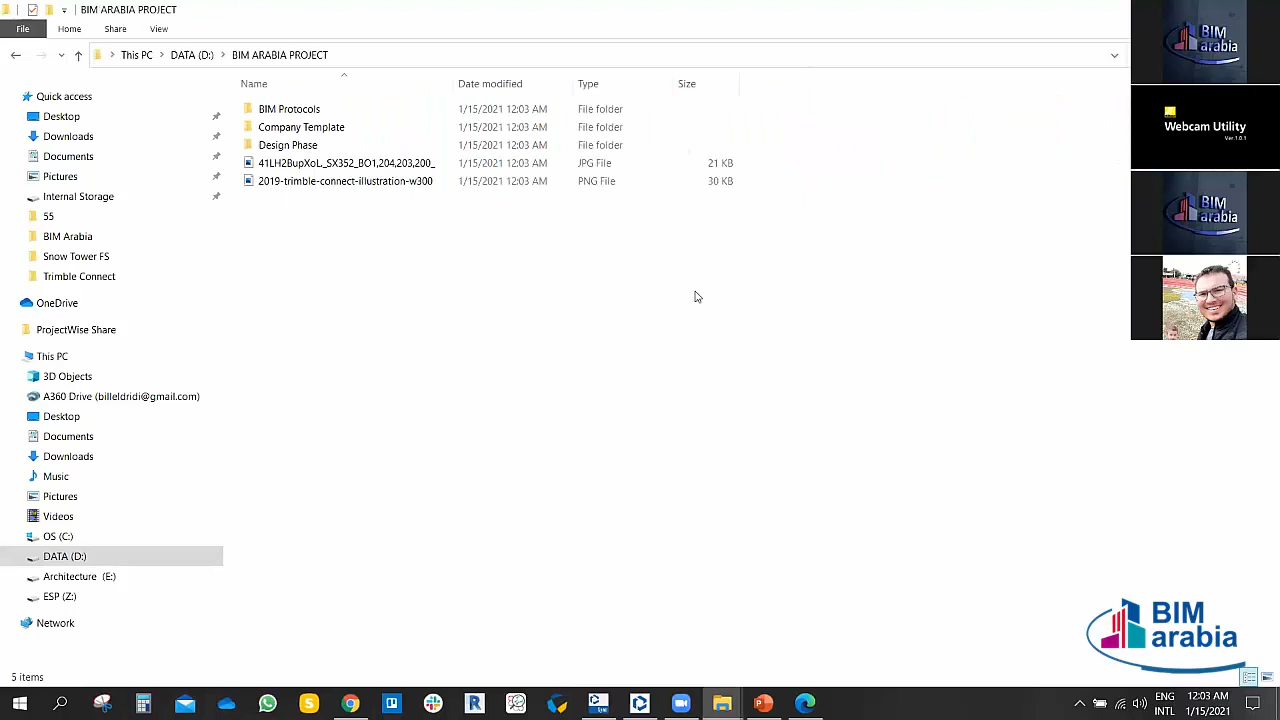 BIM ARABIA PROJECT
File Home Share View
This PC DATA (D:) BIM ARABIA PROJECT
Name Date modified Type Size
BIM Protocols 1/15/2021 12:03 AM File folder
Company Template 1/15/2021 12:03 AM File folder
Design Phase 1/15/2021 12:03 AM File folder
41LH2BupXoL._SX352_BO1,204,203,200_ 1/15/2021 12:03 AM JPG File 21 KB
2019-trimble-connect-illustration-w300 1/15/2021 12:03 AM PNG File 30 KB
Quick access
Desktop
Downloads
Documents
Pictures
Internal Storage
55
BIM Arabia
Snow Tower FS
Trimble Connect
OneDrive
ProjectWise Share
This PC
3D Objects
A360 Drive (billeldridi@gmail.com)
Desktop
Documents
Downloads
Music
Pictures
Videos
OS (C:)
DATA (D:)
Architecture (E:)
ESP (Z:)
Network
5 items
BIM
arabia
Webcam Utility
Ver.1.0.1
BIM
arabia
BIM
arabia
ENG
INTL
12:03 AM
1/15/2021